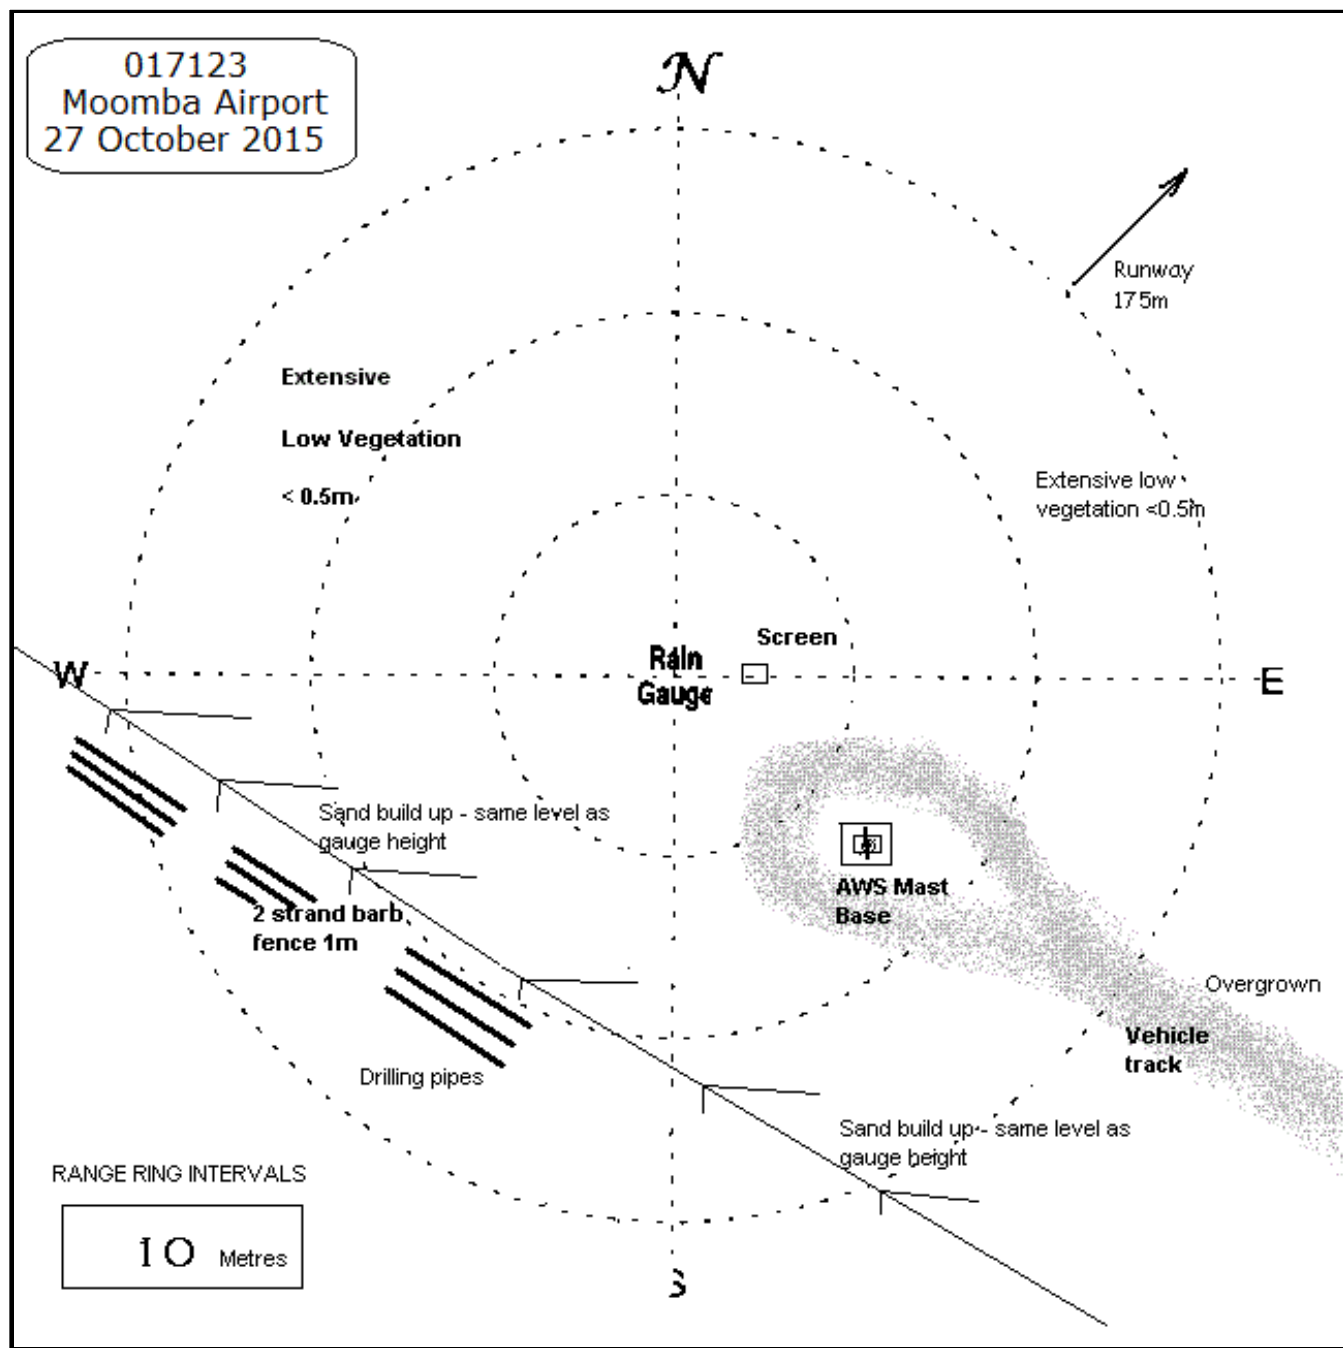 017123
Moomba Airport
27 October 2015
N
Runway
175m
Extensive
Low Vegetation
< 0.5m
Extensive low
vegetation <0.5m
Screen
Rain
Gauge
W
E
Sand build up - same level as
gauge height
AWS Mast
Base
2 strand barb
fence 1m
Overgrown
Vehicle
track
Drilling pipes
Sand build up - same level as
gauge height
RANGE RING INTERVALS
10 Metres
S